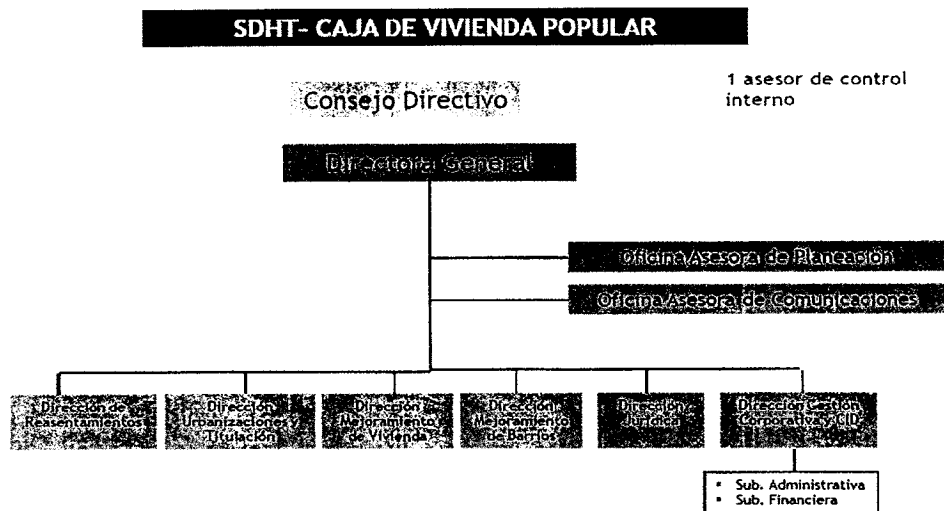 SDHT- CAJA DE VIVIENDA POPULAR
1 asesor de control
interno
Consejo Directivo
Directora General
Oficina Asesora de Planeación
Oficina Asesora de Comunicaciones
Dirección de
Reasentamientos
Dirección
Urbanizaciones y
Titulación
Dirección
Mejoramiento
de Vivienda
Dirección
Mejoramiento
de Barrios
Dirección
Jurídica
Dirección Gestión
Corporativa y CID
▪ Sub. Administrativa
▪ Sub. Financiera